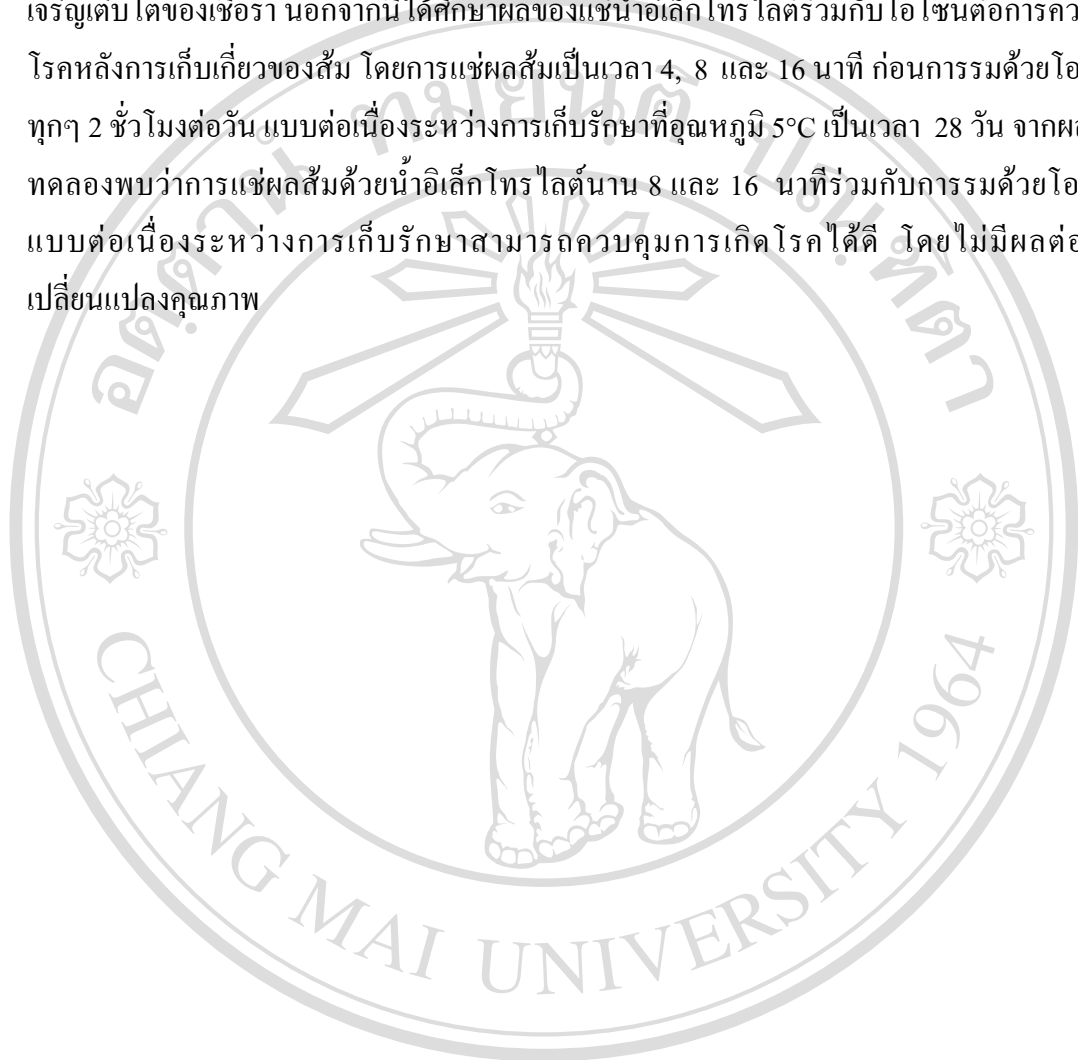 เจริญเติบโตของเชื้อรา นอกจากนี้ได้ศึกษาผลของแช่น้ำอิเล็กโทรไลต์ร่วมกับโอโซนต่อการคว
โรคหลังการเก็บเกี่ยวของส้ม โดยการแช่ผลส้มเป็นเวลา 4, 8 และ 16 นาที ก่อนการรมด้วยโอ
ทุกๆ 2 ชั่วโมงต่อวัน แบบต่อเนื่องระหว่างการเก็บรักษาที่อุณหภูมิ 5°C เป็นเวลา 28 วัน จากผล
ทดลองพบว่าการแช่ผลส้มด้วยน้ำอิเล็กโทรไลต์นาน 8 และ 16 นาทีร่วมกับการรมด้วยโอ
แบบต่อเนื่องระหว่างการเก็บรักษาสามารถควบคุมการเกิดโรคได้ดี โดยไม่มีผลต่อ
เปลี่ยนแปลงคุณภาพ
อตฺตานํ ทมยนฺติ ปณฺฑิตา
CHIANG MAI UNIVERSITY 1964